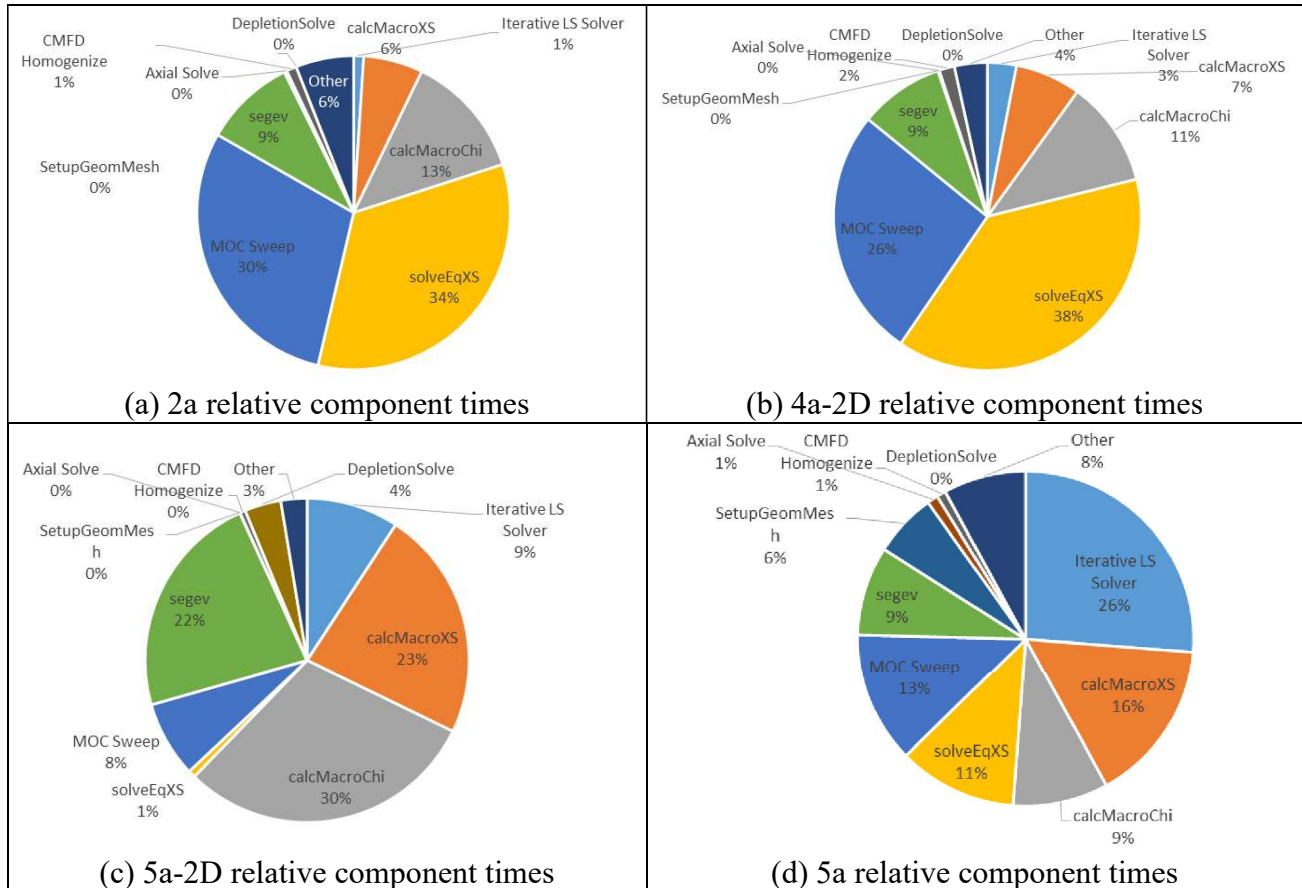 DepletionSolve
0%
calcMacroXS
6%
Iterative LS Solver
1%
CMFD
Homogenize
1%
Axial Solve
0%
Other
6%
segev
9%
SetupGeomMesh
0%
calcMacroChi
13%
MOC Sweep
30%
solveEqXS
34%
(a) 2a relative component times
Axial Solve
0%
CMFD
Homogenize
2%
DepletionSolve
0%
Other
4%
Iterative LS
Solver
3%
calcMacroXS
7%
SetupGeomMesh
0%
segev
9%
calcMacroChi
11%
MOC Sweep
26%
solveEqXS
38%
(b) 4a-2D relative component times
Axial Solve
0%
CMFD
Homogenize
0%
Other
3%
DepletionSolve
4%
Iterative LS
Solver
9%
SetupGeomMes
h
0%
segev
22%
calcMacroXS
23%
MOC Sweep
8%
solveEqXS
1%
calcMacroChi
30%
(c) 5a-2D relative component times
Axial Solve
1%
CMFD
Homogenize
1%
DepletionSolve
0%
Other
8%
SetupGeomMes
h
6%
Iterative LS
Solver
26%
segev
9%
MOC Sweep
13%
calcMacroXS
16%
solveEqXS
11%
calcMacroChi
9%
(d) 5a relative component times